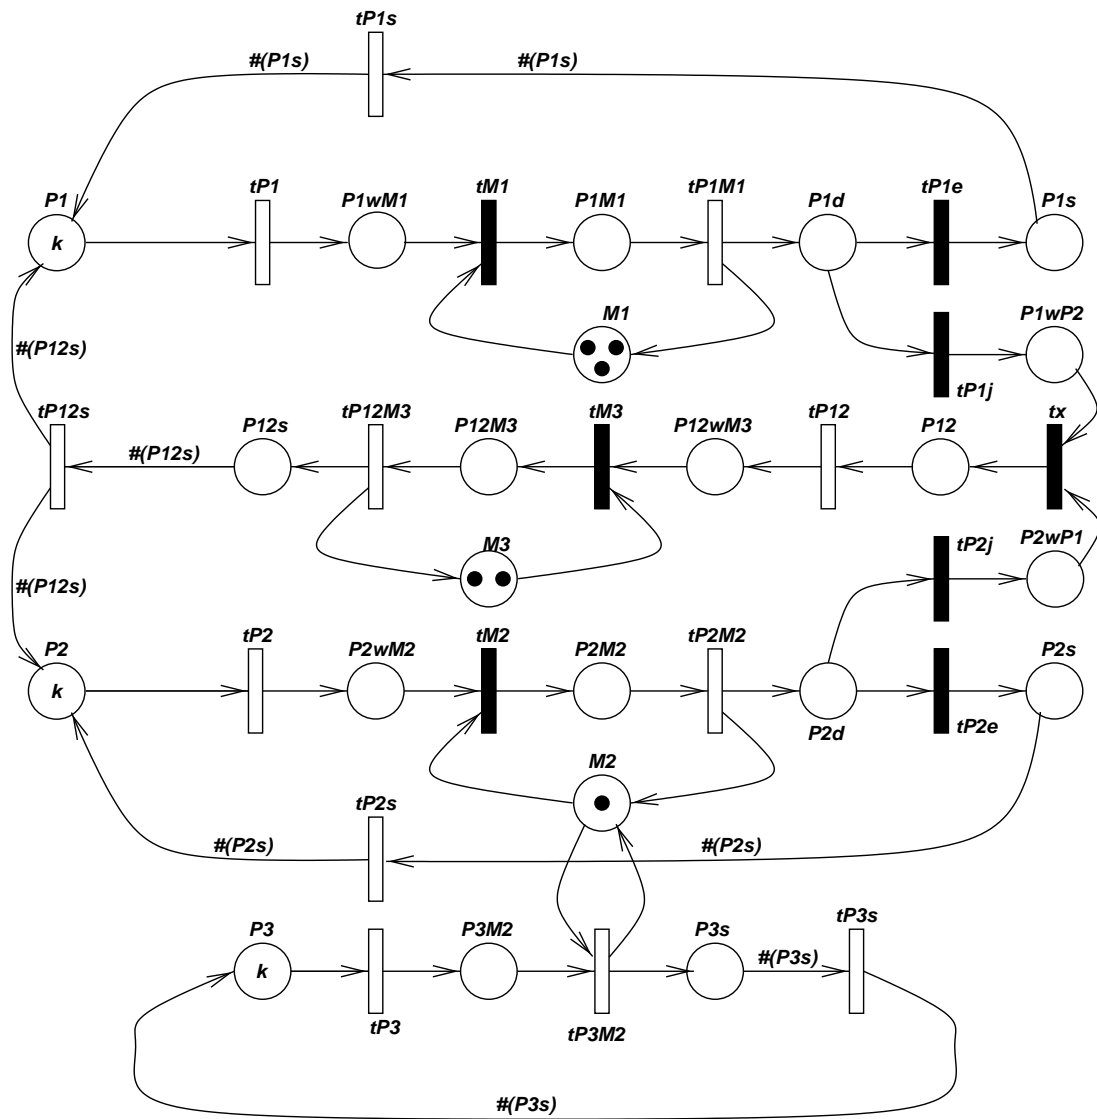 tP1s
#(P1s) #(P1s)
P1 tP1 P1wM1 tM1 P1M1 tP1M1 P1d tP1e P1s
k
M1 P1wP2
#(P12s)
tP1j
tP12s P12s tP12M3 P12M3 tM3 P12wM3 tP12 P12 tx
#(P12s)
M3 tP2j P2wP1
#(P12s)
P2 tP2 P2wM2 tM2 P2M2 tP2M2 P2s
k
P2d tP2e
M2
tP2s
#(P2s) #(P2s)
P3 P3M2 P3s tP3s
#(P3s)
k
tP3 tP3M2
#(P3s)